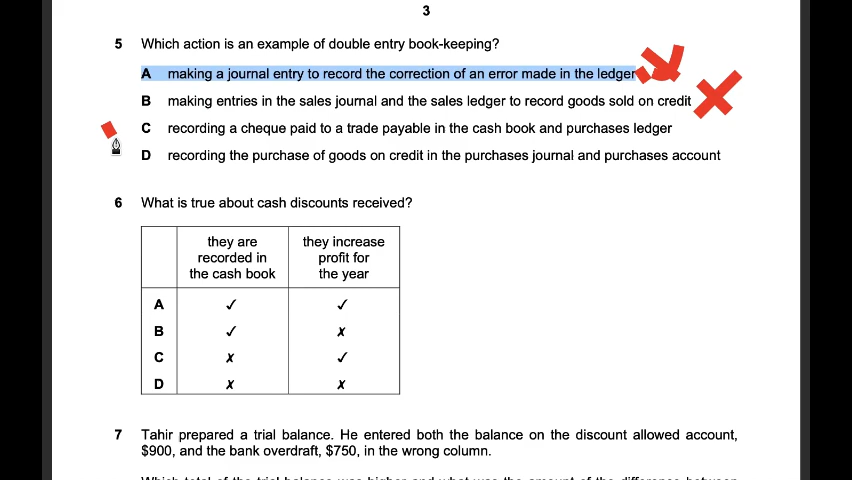 3
5 Which action is an example of double entry book-keeping?
A making a journal entry to record the correction of an error made in the ledger
B making entries in the sales journal and the sales ledger to record goods sold on credit
C recording a cheque paid to a trade payable in the cash book and purchases ledger
D recording the purchase of goods on credit in the purchases journal and purchases account
6 What is true about cash discounts received?
they are recorded in the cash book
they increase profit for the year
A ✓ ✓
B ✓ ✗
C ✗ ✓
D ✗ ✗
7 Tahir prepared a trial balance. He entered both the balance on the discount allowed account,
$900, and the bank overdraft, $750, in the wrong column.